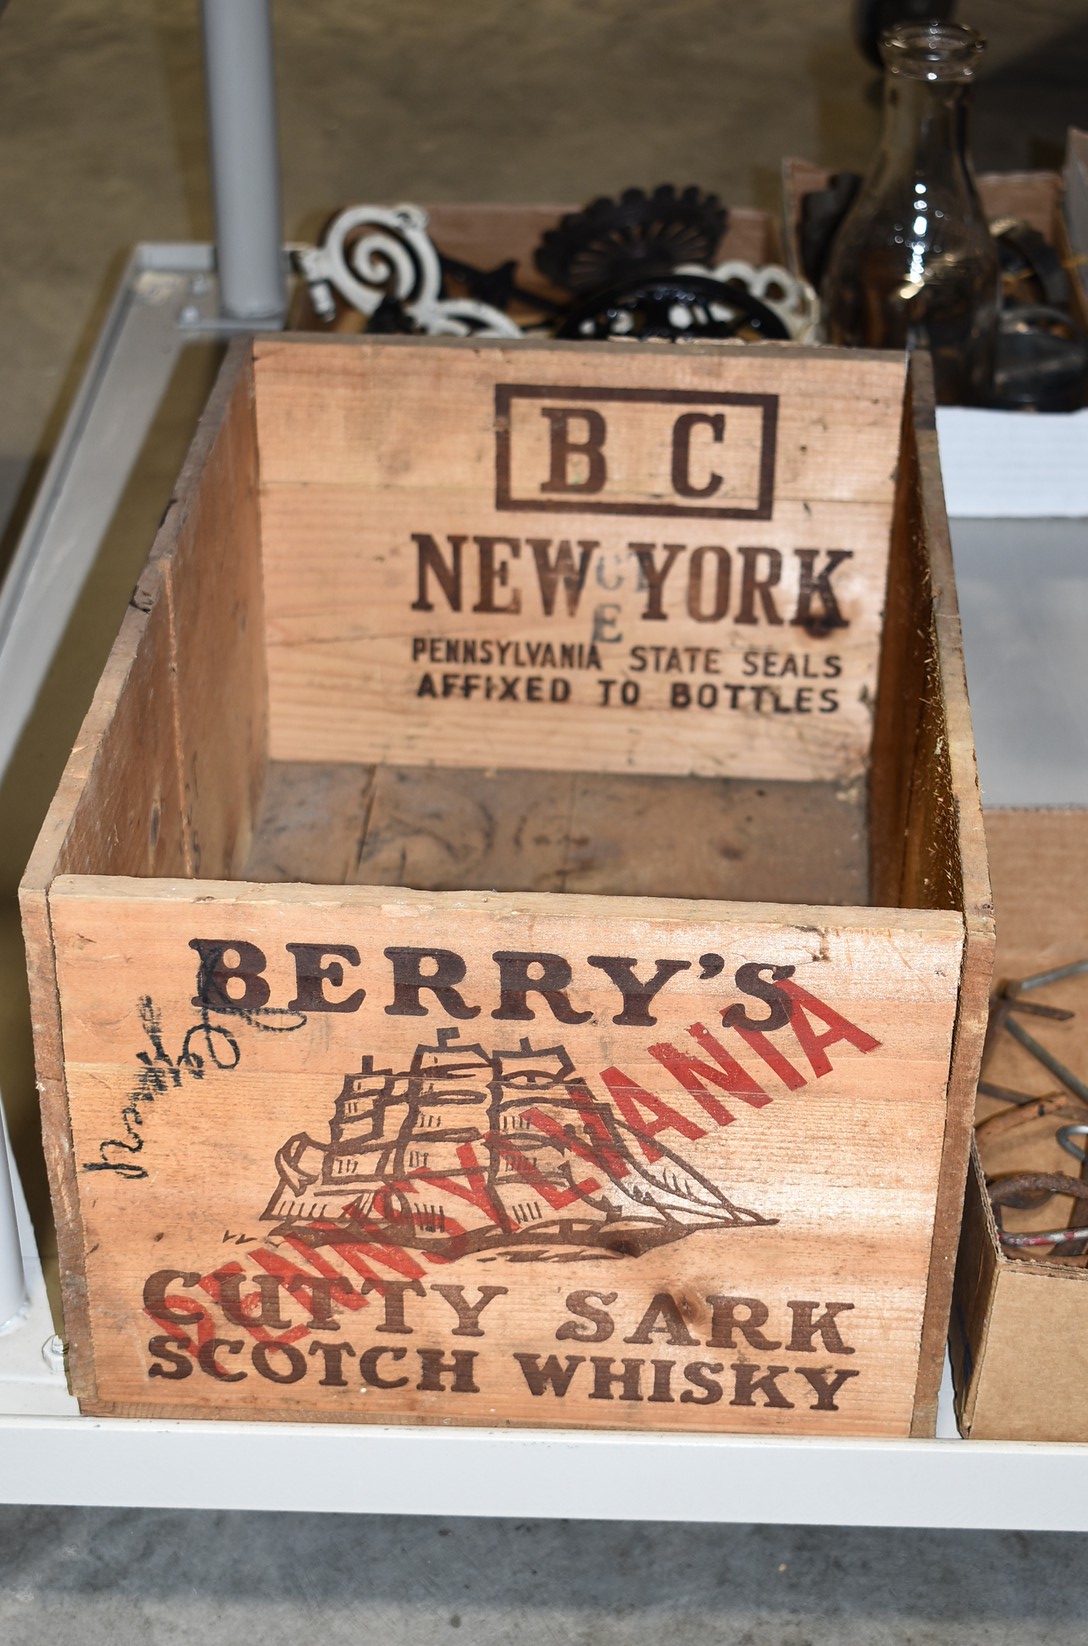 B C
NEW YORK
E
PENNSYLVANIA STATE SEALS
AFFIXED TO BOTTLES
BERRY'S
PENNSYLVANIA
CUTTY SARK
SCOTCH WHISKY